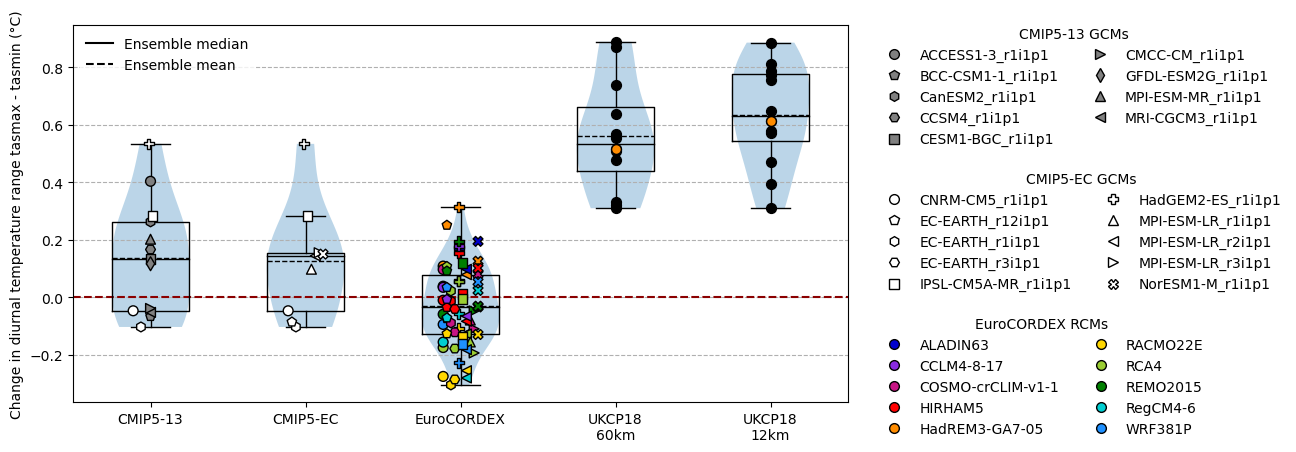 Change in diurnal temperature range tasmax - tasmin (°C)
Ensemble median
Ensemble mean
0.8
0.6
0.4
0.2
0.0
−0.2
CMIP5-13
CMIP5-EC
EuroCORDEX
UKCP18
60km
UKCP18
12km
CMIP5-13 GCMs
ACCESS1-3_r1i1p1
BCC-CSM1-1_r1i1p1
CanESM2_r1i1p1
CCSM4_r1i1p1
CESM1-BGC_r1i1p1
CMCC-CM_r1i1p1
GFDL-ESM2G_r1i1p1
MPI-ESM-MR_r1i1p1
MRI-CGCM3_r1i1p1
CMIP5-EC GCMs
CNRM-CM5_r1i1p1
EC-EARTH_r12i1p1
EC-EARTH_r1i1p1
EC-EARTH_r3i1p1
IPSL-CM5A-MR_r1i1p1
HadGEM2-ES_r1i1p1
MPI-ESM-LR_r1i1p1
MPI-ESM-LR_r2i1p1
MPI-ESM-LR_r3i1p1
NorESM1-M_r1i1p1
EuroCORDEX RCMs
ALADIN63
CCLM4-8-17
COSMO-crCLIM-v1-1
HIRHAM5
HadREM3-GA7-05
RACMO22E
RCA4
REMO2015
RegCM4-6
WRF381P